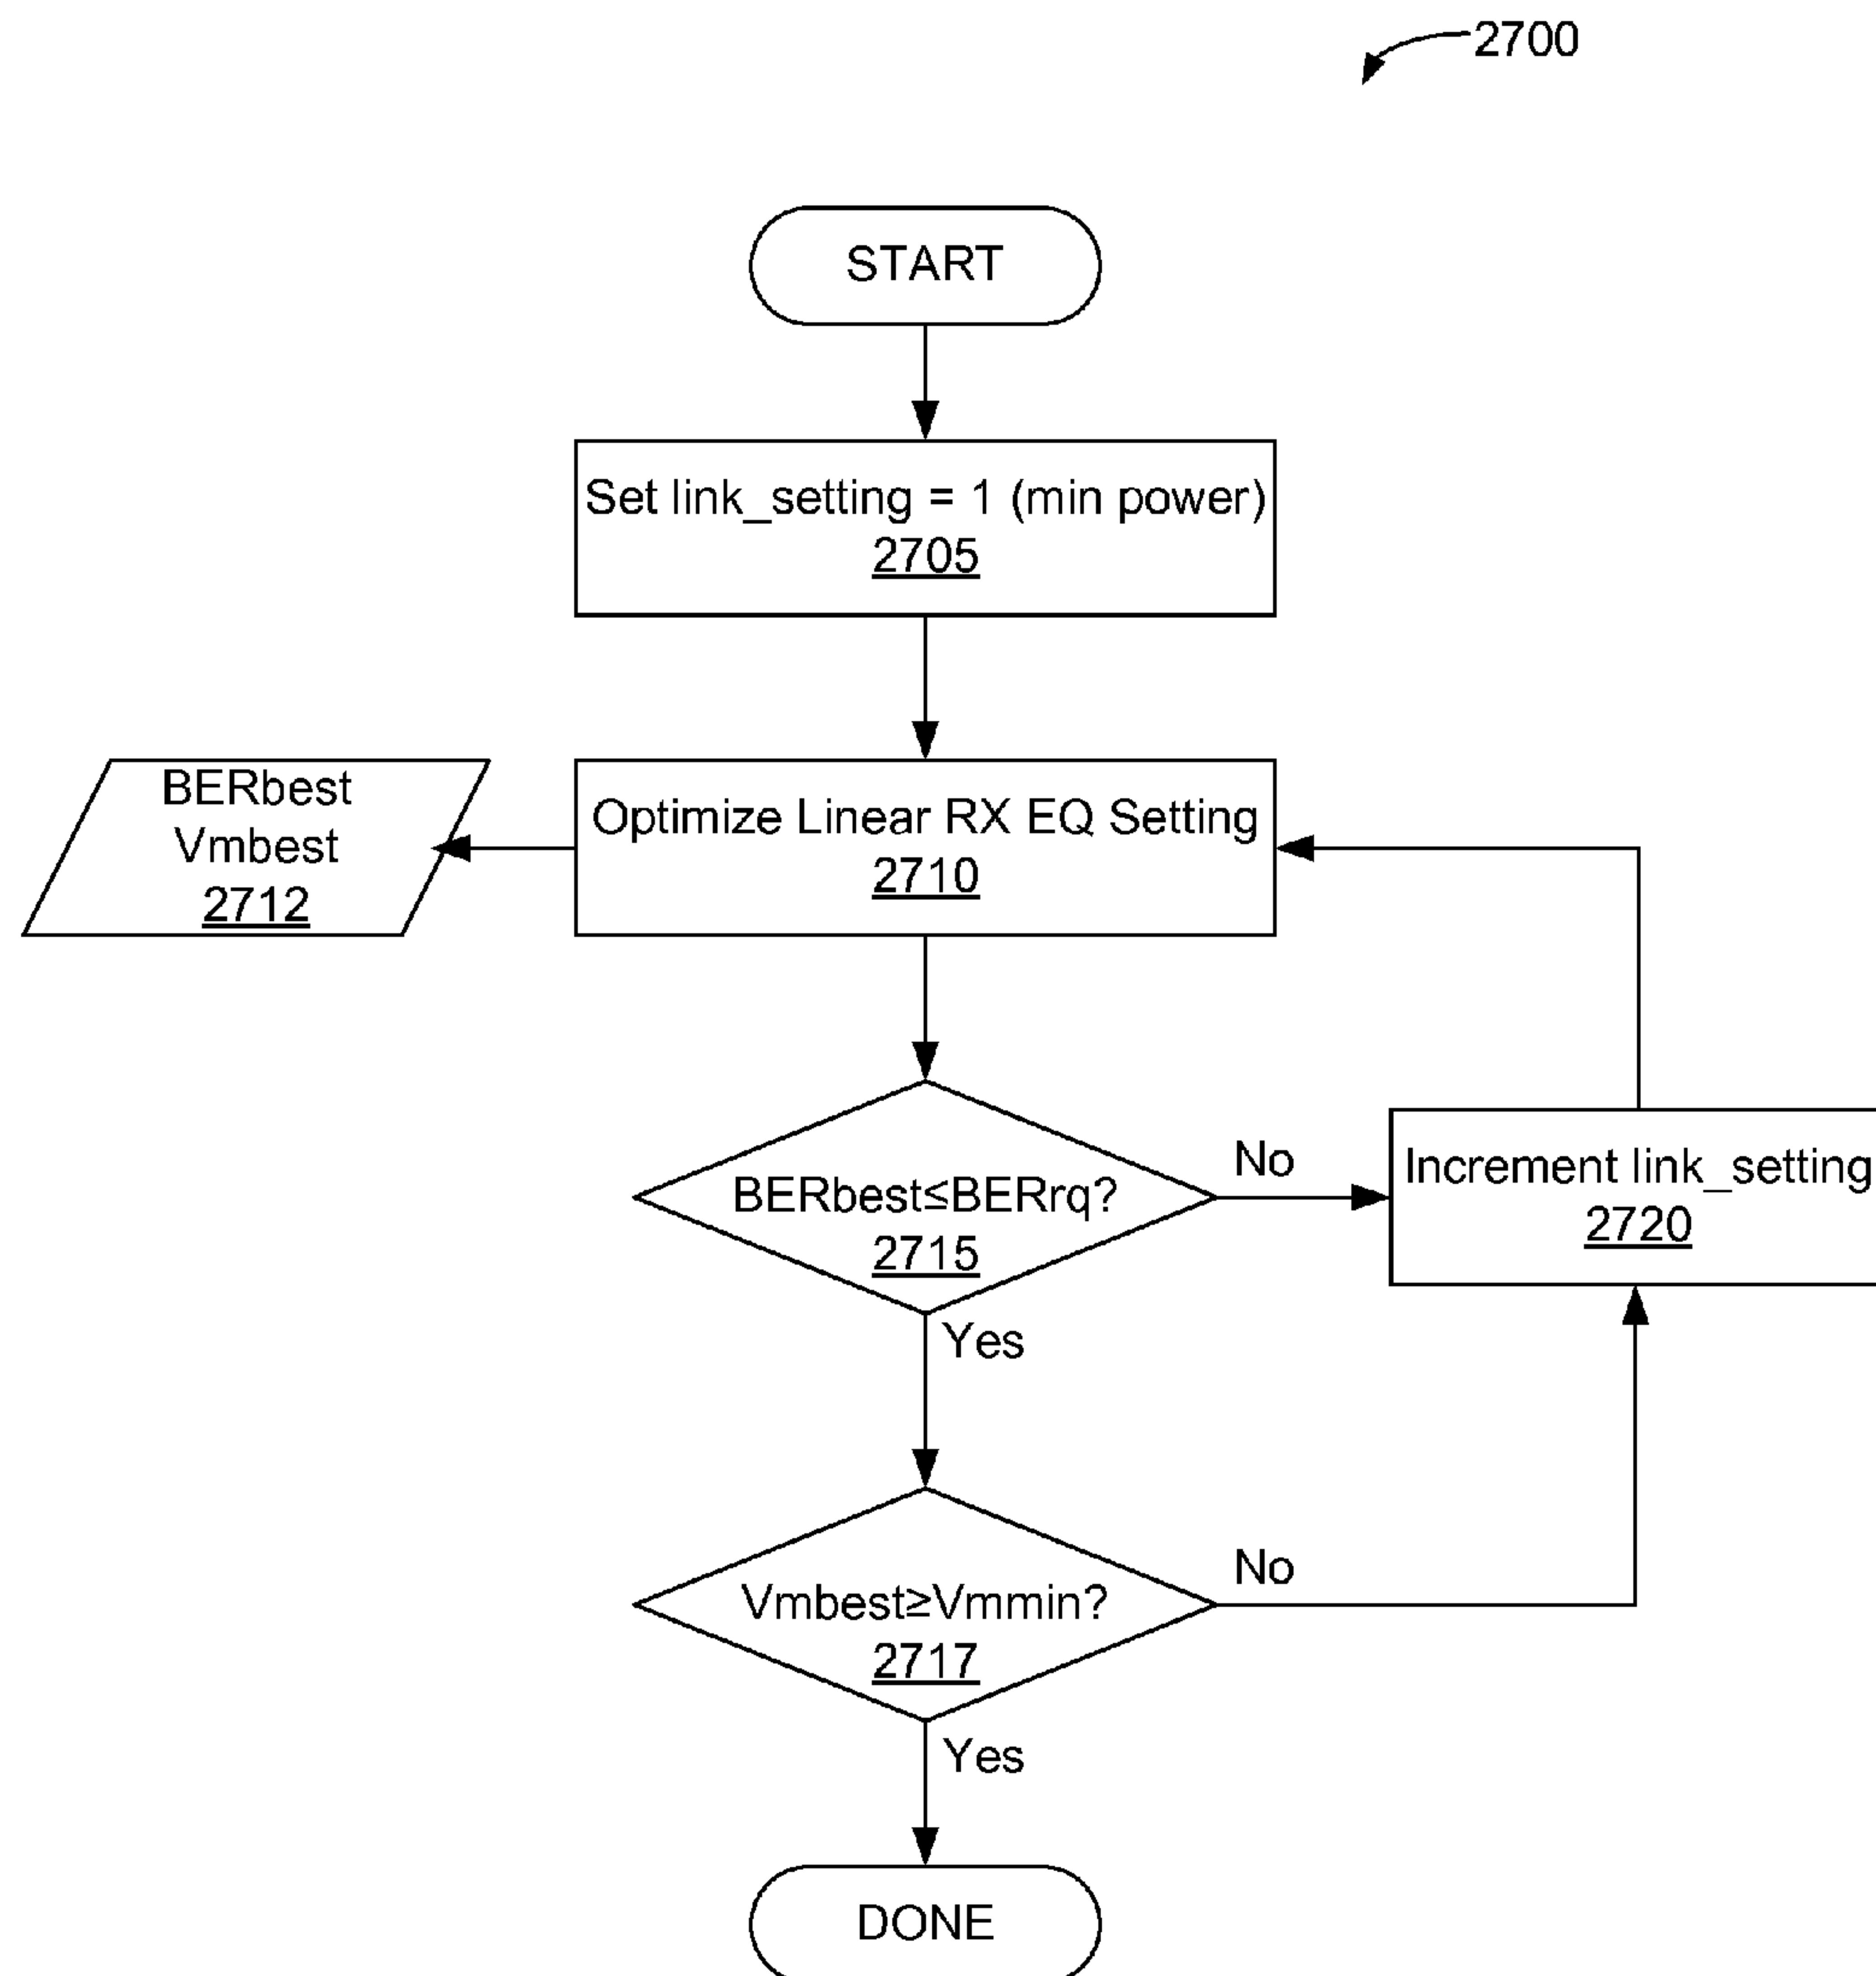 2700
START
Set link_setting = 1 (min power)
2705
BERbest
Vmbest
2712
Optimize Linear RX EQ Setting
2710
BERbest≤BERrq?
2715
No
Increment link_setting
2720
Yes
Vmbest≥Vmmin?
2717
No
Yes
DONE